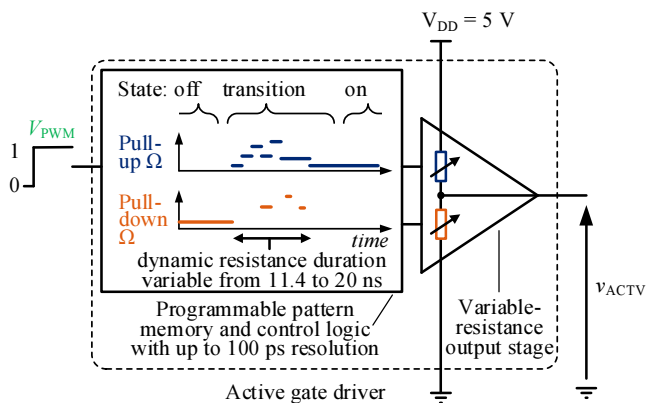 V_DD = 5 V
State: off transition on
V_PWM
1
0
Pull-
up Ω
Pull-
down
Ω
time
dynamic resistance duration
variable from 11.4 to 20 ns
Programmable pattern
memory and control logic
with up to 100 ps resolution
Variable-
resistance
output stage
v_ACTV
Active gate driver